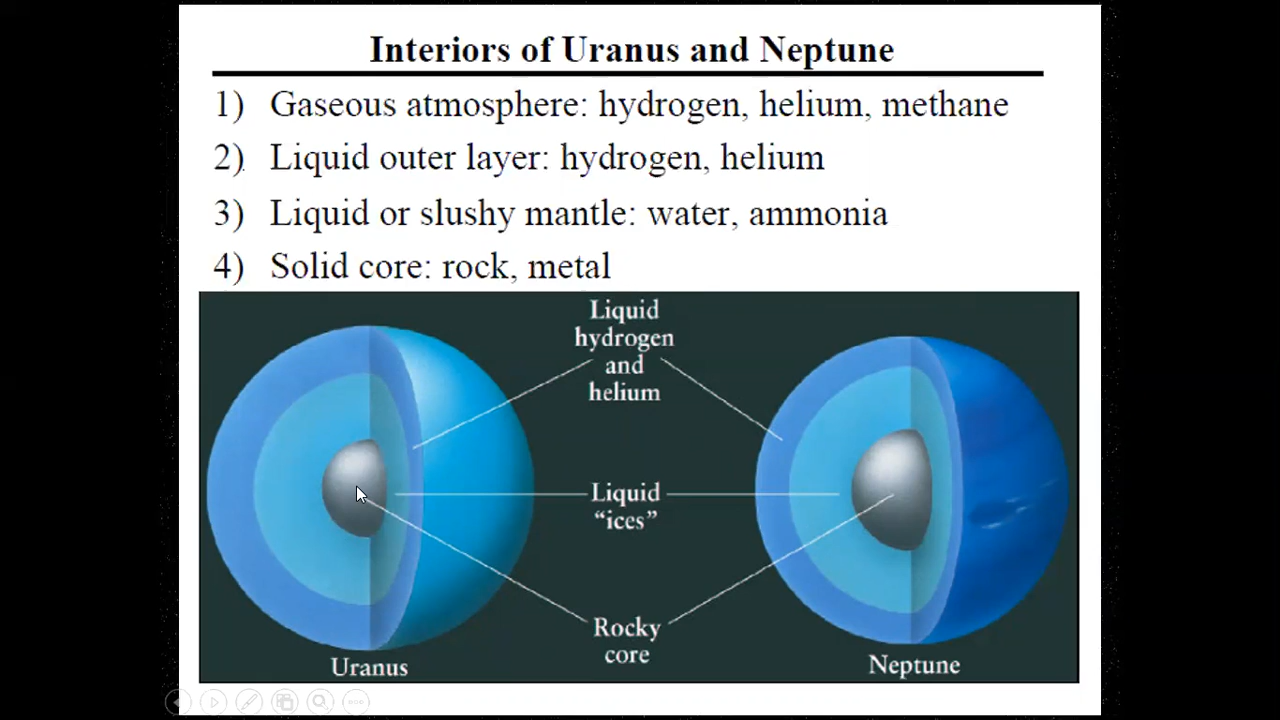 Interiors of Uranus and Neptune
1) Gaseous atmosphere: hydrogen, helium, methane
2) Liquid outer layer: hydrogen, helium
3) Liquid or slushy mantle: water, ammonia
4) Solid core: rock, metal
Liquid
hydrogen
and
helium
Liquid
“ices”
Rocky
core
Uranus
Neptune